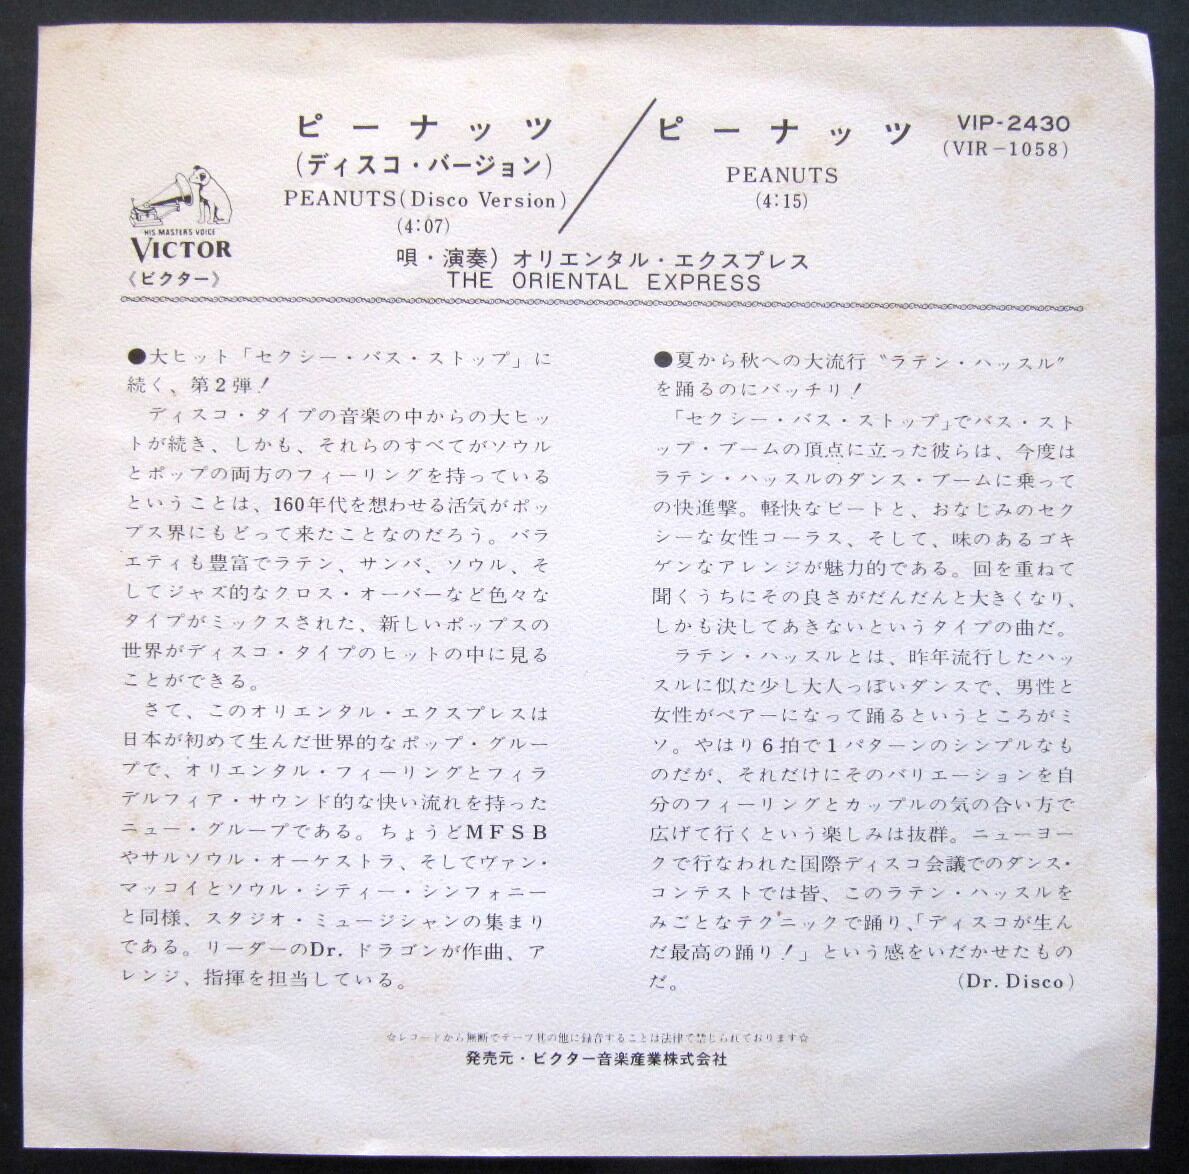 ピーナッツ
(ディスコ・バージョン)
PEANUTS(Disco Version)
(4:07)
ピーナッツ
PEANUTS
(4:15)
VIP-2430
(VIR-1058)
HIS MASTER'S VOICE
VICTOR
《ビクター》
唄・演奏) オリエンタル・エクスプレス
THE ORIENTAL EXPRESS
●大ヒット「セクシー・バス・ストップ」に
続く、第2弾!
ディスコ・タイプの音楽の中からの大ヒッ
トが続き、しかも、それらのすべてがソウル
とポップの両方のフィーリングを持っている
ということは、160年代を想わせる活気がポッ
プス界にもどって来たことなのだろう。バラ
エティも豊富でラテン、サンバ、ソウル、そ
してジャズ的なクロス・オーバーなど色々な
タイプがミックスされた、新しいポップスの
世界がディスコ・タイプのヒットの中に見る
ことができる。
さて、このオリエンタル・エクスプレスは
日本が初めて生んだ世界的なポップ・グルー
プで、オリエンタル・フィーリングとフィラ
デルフィア・サウンド的な快い流れを持った
ニュー・グループである。ちょうどMFSB
やサルソウル・オーケストラ、そしてヴァン・
マッコイとソウル・シティー・シンフォニー
と同様、スタジオ・ミュージシャンの集まり
である。リーダーのDr. ドラゴンが作曲、ア
レンジ、指揮を担当している。
●夏から秋への大流行〝ラテン・ハッスル〟
を踊るのにバッチリ!
「セクシー・バス・ストップ」でバス・スト
ップ・ブームの頂点に立った彼らは、今度は
ラテン・ハッスルのダンス・ブームに乗って
の快進撃。軽快なビートと、おなじみのセク
シーな女性コーラス、そして、味のあるゴキ
ゲンなアレンジが魅力的である。回を重ねて
聞くうちにその良さがだんだんと大きくなり、
しかも決してあきないというタイプの曲だ。
ラテン・ハッスルとは、昨年流行したハッ
スルに似た少し大人っぽいダンスで、男性と
女性がペアーになって踊るというところがミ
ソ。やはり6拍で1パターンのシンプルなも
のだが、それだけにそのバリエーションを自
分のフィーリングとカップルの気の合い方で
広げて行くという楽しみは抜群。ニューヨー
クで行なわれた国際ディスコ会議でのダンス・
コンテストでは皆、このラテン・ハッスルを
みごとなテクニックで踊り、「ディスコが生ん
だ最高の踊り!」という感をいだかせたもの
だ。 (Dr. Disco)
☆レコードから無断でテープ其の他に録音することは法律で禁じられております☆
発売元・ビクター音楽産業株式会社